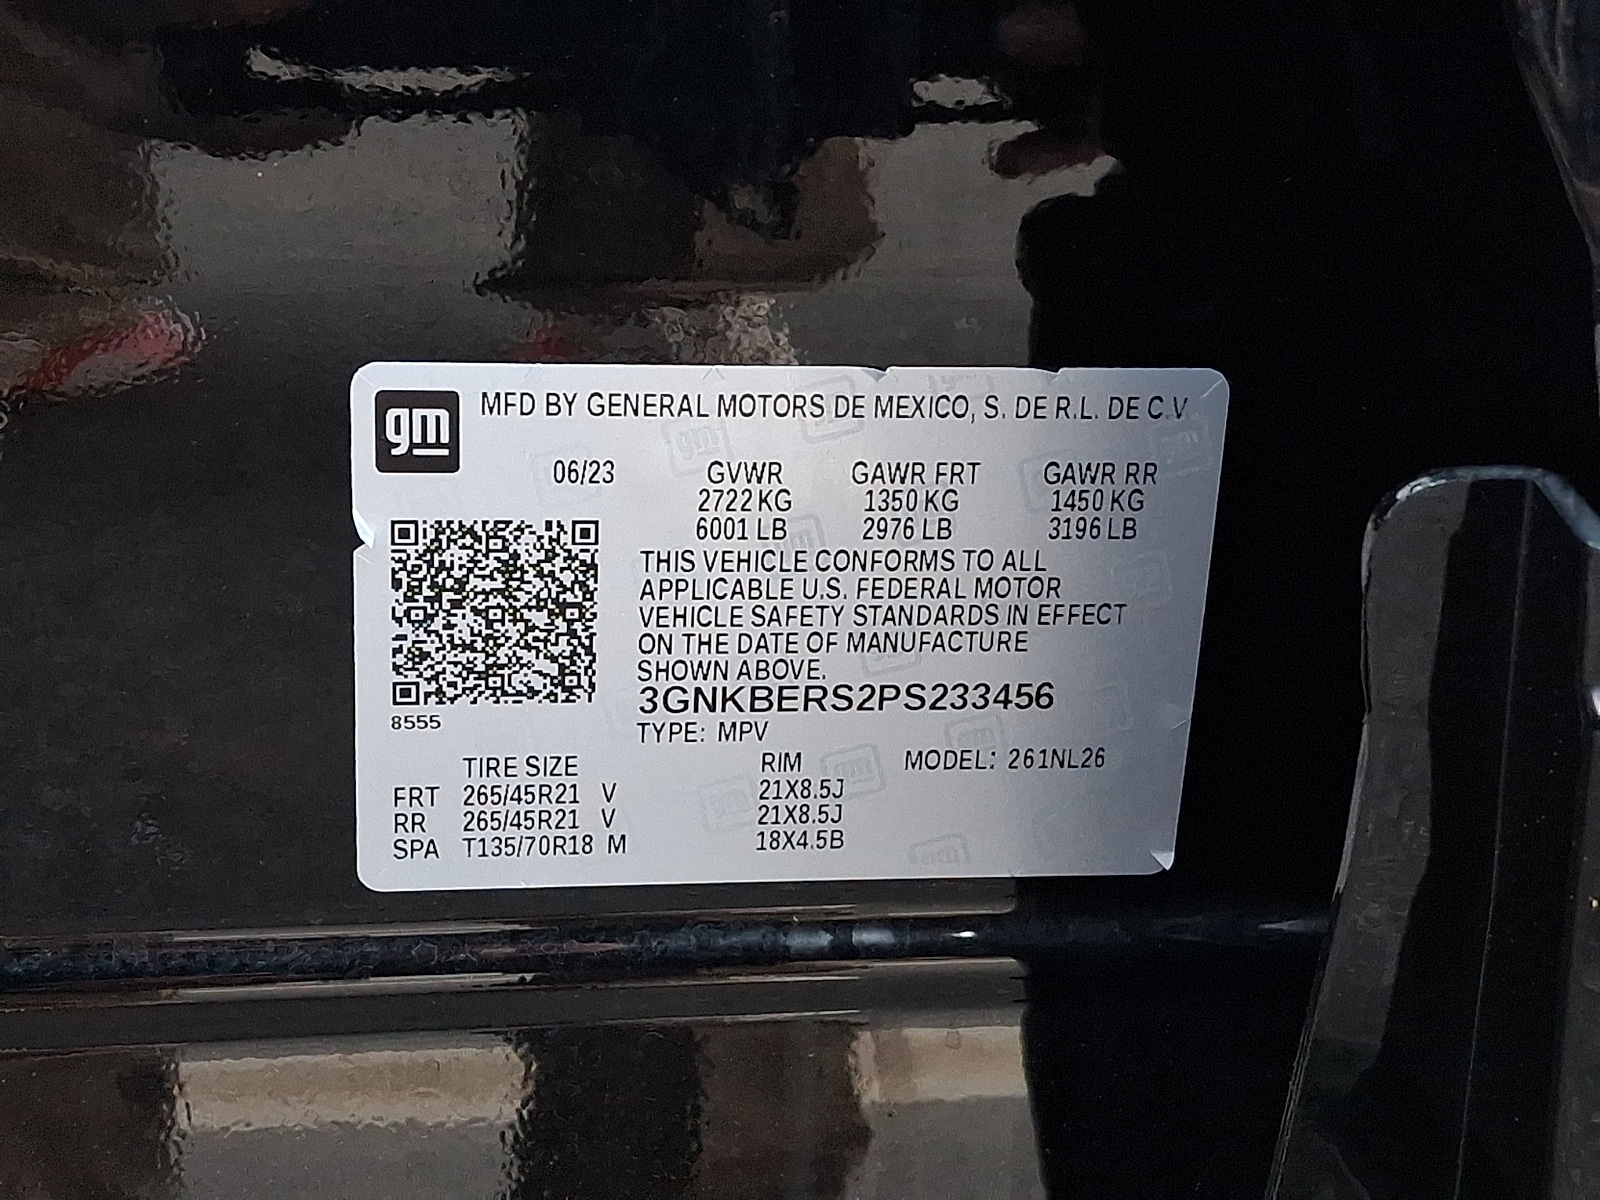 gm
MFD BY GENERAL MOTORS DE MEXICO, S. DE R.L. DE C.V
06/23 GVWR GAWR FRT GAWR RR
2722 KG 1350 KG 1450 KG
6001 LB 2976 LB 3196 LB
THIS VEHICLE CONFORMS TO ALL
APPLICABLE U.S. FEDERAL MOTOR
VEHICLE SAFETY STANDARDS IN EFFECT
ON THE DATE OF MANUFACTURE
SHOWN ABOVE.
3GNKBERS2PS233456
8555
TYPE: MPV
TIRE SIZE RIM MODEL: 261NL26
FRT 265/45R21 V 21X8.5J
RR 265/45R21 V 21X8.5J
SPA T135/70R18 M 18X4.5B